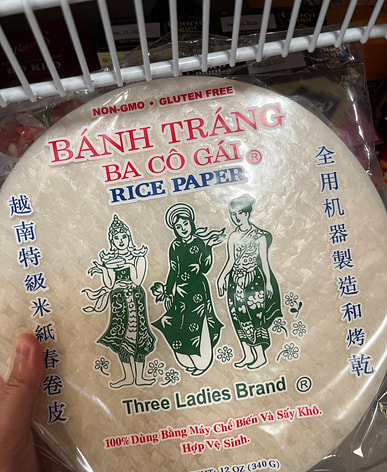 NON-GMO • GLUTEN FREE
BÁNH TRÁNG
BA CÔ GÁI ®
RICE PAPER
越南特級米紙春卷皮
全用机器製造和烤乾
Three Ladies Brand ®
100% Dùng Bằng Máy Chế Biến Và Sấy Khô.
Hợp Vệ Sinh.
12 OZ (340 G)